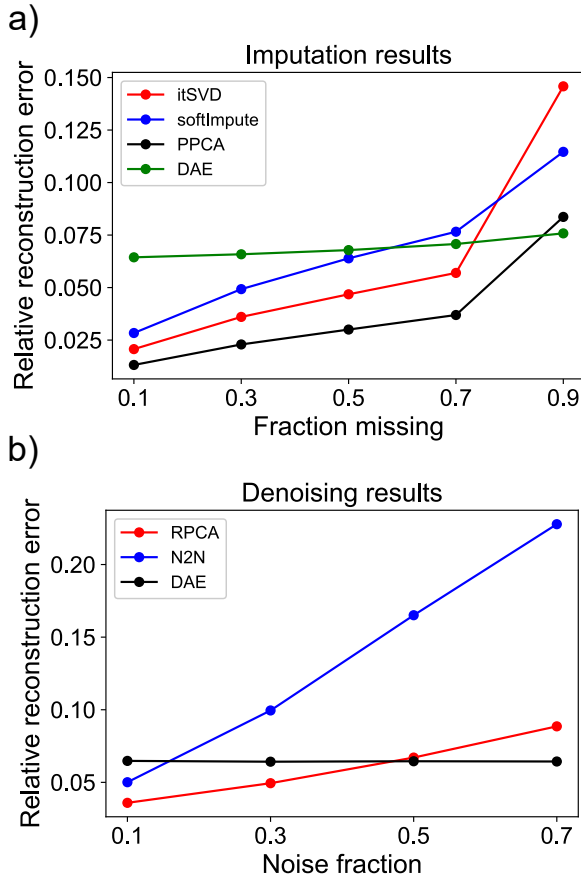 a)
Imputation results
Relative reconstruction error
0.150
0.125
0.100
0.075
0.050
0.025
itSVD
softImpute
PPCA
DAE
0.1 0.3 0.5 0.7 0.9
Fraction missing
b)
Denoising results
Relative reconstruction error
0.20
0.15
0.10
0.05
RPCA
N2N
DAE
0.1 0.3 0.5 0.7
Noise fraction